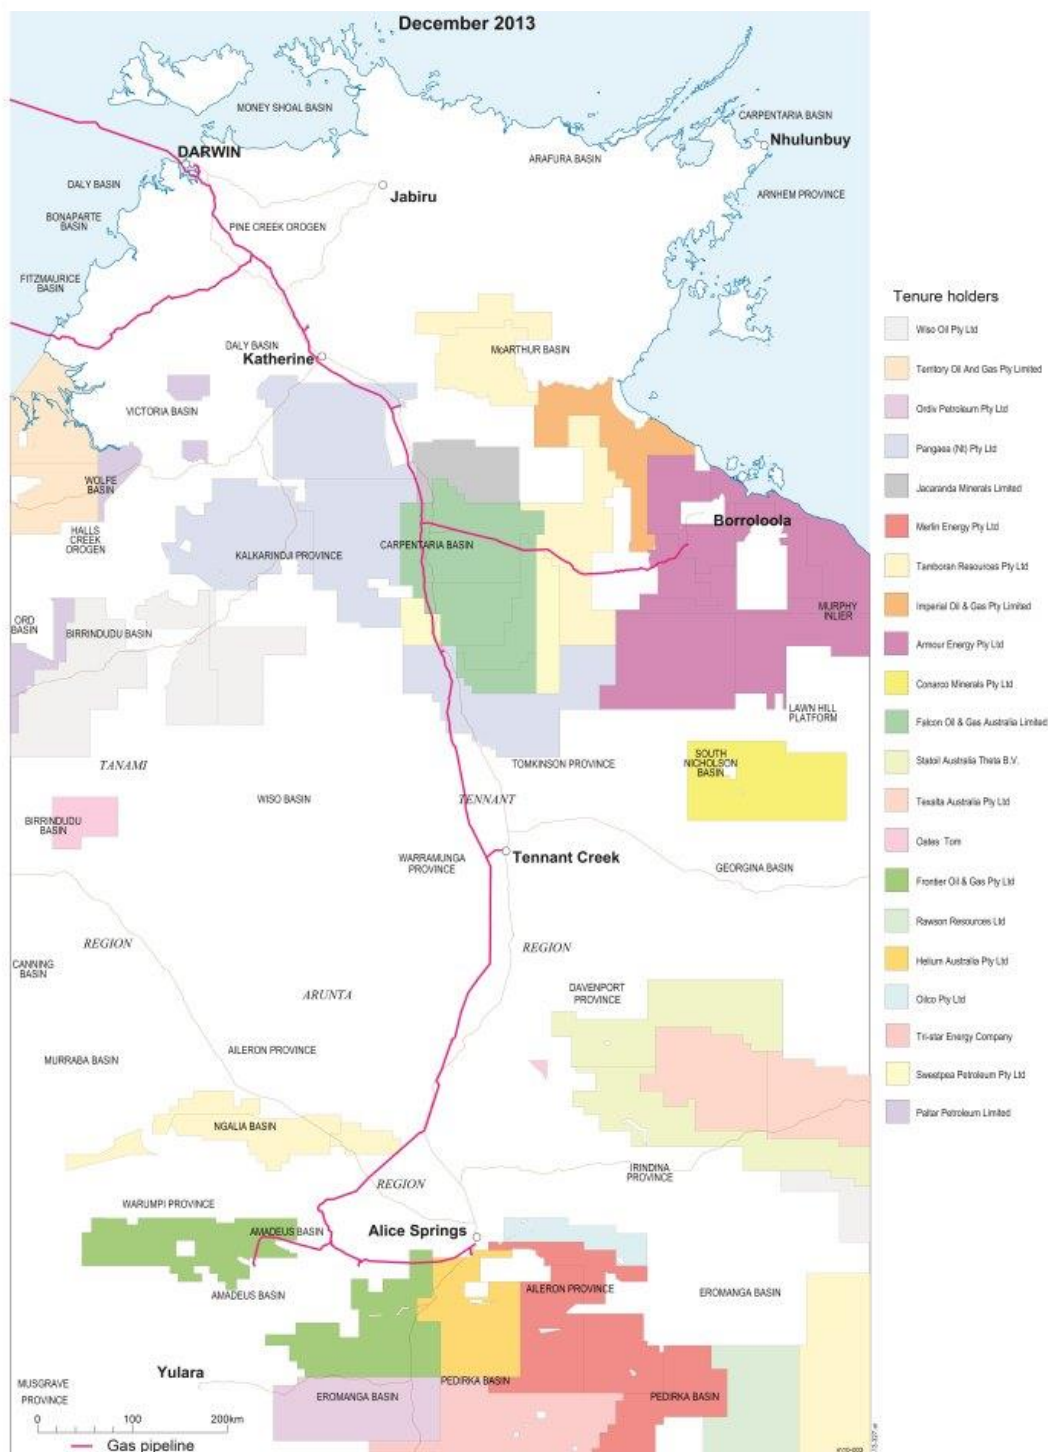 December 2013
MONEY SHOAL BASIN
CARPENTARIA BASIN
Nhulunbuy
DARWIN
ARAFURA BASIN
DALY BASIN
Jabiru
ARNHEM PROVINCE
BONAPARTE
BASIN
PINE CREEK OROGEN
FITZMAURICE
BASIN
DALY BASIN
McARTHUR BASIN
Katherine
VICTORIA BASIN
WOLFE
BASIN
HALLS
CREEK
OROGEN
Borroloola
CARPENTARIA BASIN
KALKARINDJI PROVINCE
MURPHY
INLIER
ORD
BASIN
BIRRINDUDU BASIN
LAWN HILL
PLATFORM
SOUTH
NICHOLSON
BASIN
TANAMI
TOMKINSON PROVINCE
WISO BASIN
TENNANT
BIRRINDUDU
BASIN
Tennant Creek
WARRAMUNGA
PROVINCE
GEORGINA BASIN
REGION
REGION
CANNING
BASIN
ARUNTA
DAVENPORT
PROVINCE
MURRABA BASIN
AILERON PROVINCE
NGALIA BASIN
IRINDINA
PROVINCE
REGION
WARUMPI PROVINCE
AMADEUS BASIN
Alice Springs
AMADEUS BASIN
AILERON PROVINCE
EROMANGA BASIN
Yulara
MUSGRAVE
PROVINCE
EROMANGA BASIN
PEDIRKA BASIN
PEDIRKA BASIN
0 100 200km
Gas pipeline
Tenure holders
Wiso Oil Pty Ltd
Territory Oil And Gas Pty Limited
Ordiv Petroleum Pty Ltd
Pangaea (Nt) Pty Ltd
Jacaranda Minerals Limited
Merlin Energy Pty Ltd
Tamboran Resources Pty Ltd
Imperial Oil & Gas Pty Limited
Armour Energy Pty Ltd
Conarco Minerals Pty Ltd
Falcon Oil & Gas Australia Limited
Statoil Australia Theta B.V.
Texalta Australia Pty Ltd
Oates Tom
Frontier Oil & Gas Pty Ltd
Rawson Resources Ltd
Helium Australia Pty Ltd
Oilco Pty Ltd
Tri-star Energy Company
Sweetpea Petroleum Pty Ltd
Paltar Petroleum Limited